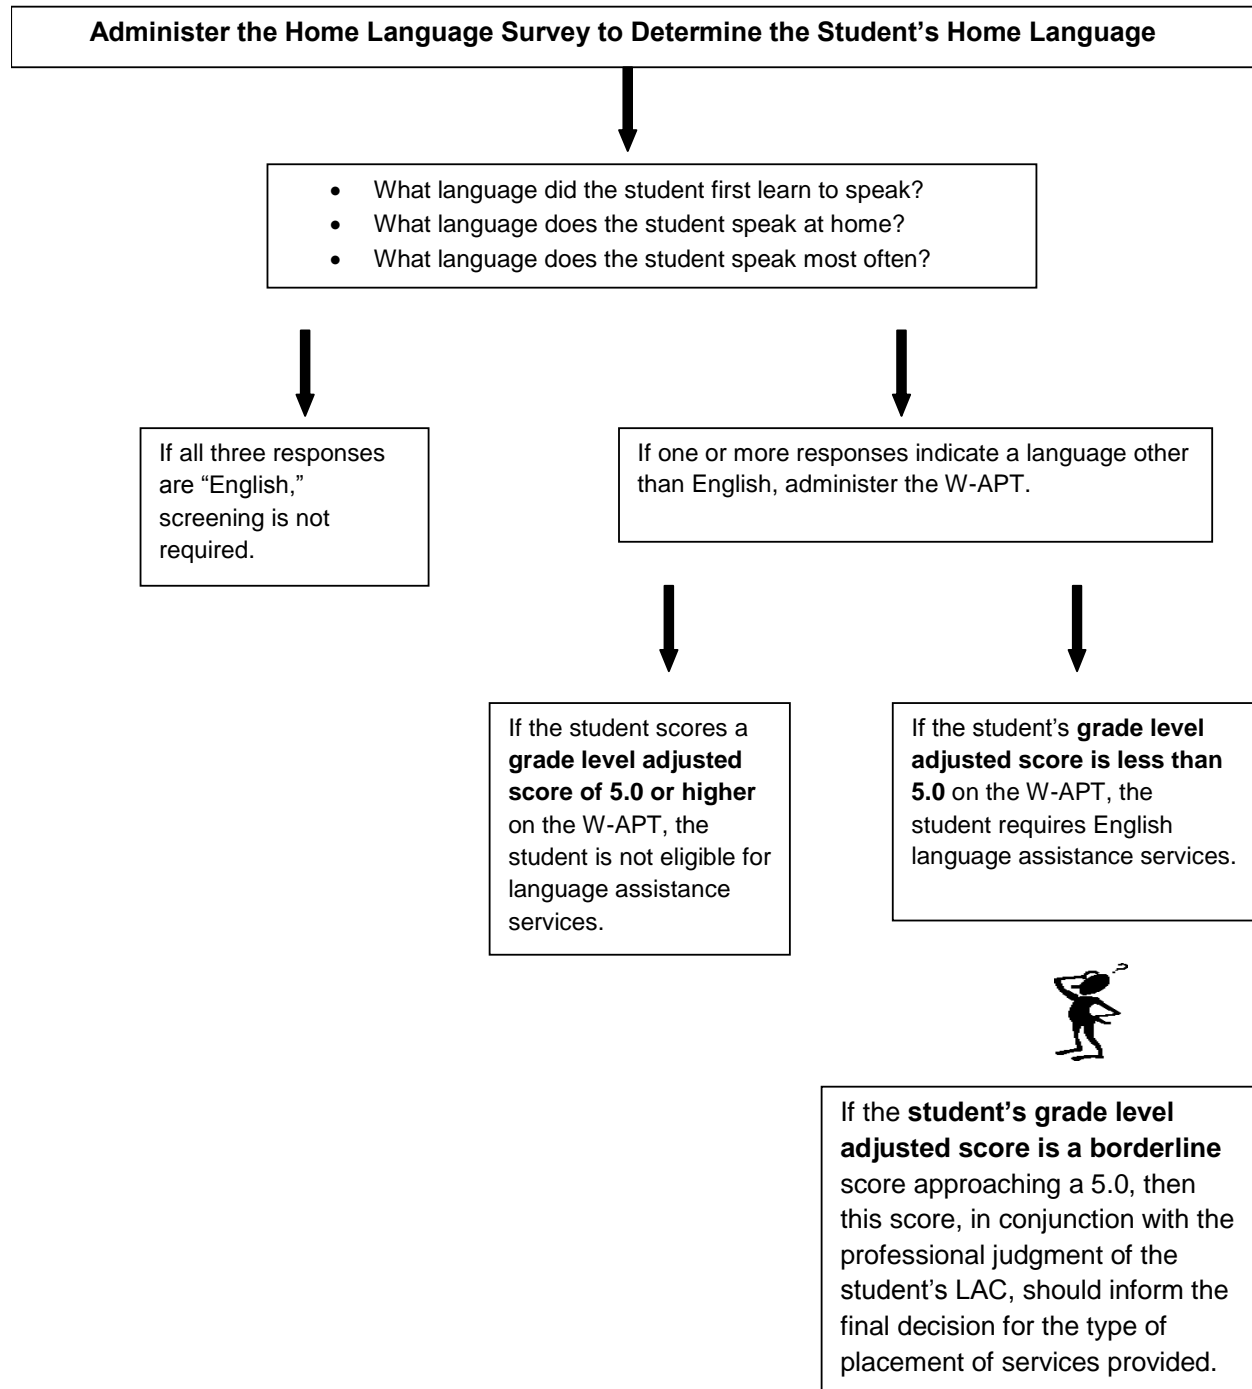 Administer the Home Language Survey to Determine the Student’s Home Language
• What language did the student first learn to speak?
• What language does the student speak at home?
• What language does the student speak most often?
If all three responses
are “English,”
screening is not
required.
If one or more responses indicate a language other
than English, administer the W-APT.
If the student scores a
grade level adjusted
score of 5.0 or higher
on the W-APT, the
student is not eligible for
language assistance
services.
If the student’s grade level
adjusted score is less than
5.0 on the W-APT, the
student requires English
language assistance services.
?
If the student’s grade level
adjusted score is a borderline
score approaching a 5.0, then
this score, in conjunction with the
professional judgment of the
student’s LAC, should inform the
final decision for the type of
placement of services provided.